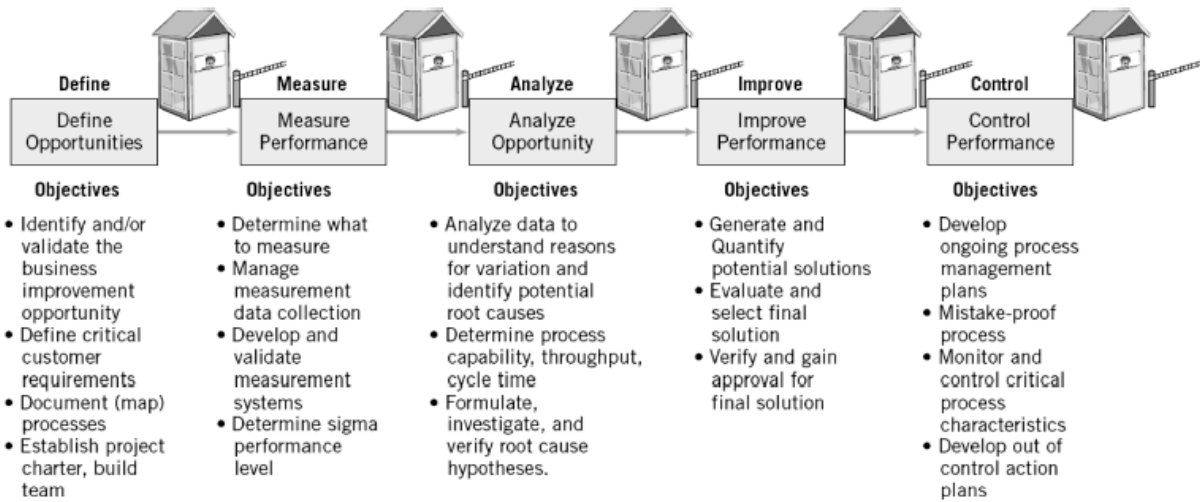 Define
Define
Opportunities
Objectives
• Identify and/or
validate the
business
improvement
opportunity
• Define critical
customer
requirements
• Document (map)
processes
• Establish project
charter, build
team
Measure
Measure
Performance
Objectives
• Determine what
to measure
• Manage
measurement
data collection
• Develop and
validate
measurement
systems
• Determine sigma
performance
level
Analyze
Analyze
Opportunity
Objectives
• Analyze data to
understand reasons
for variation and
identify potential
root causes
• Determine process
capability, throughput,
cycle time
• Formulate,
investigate, and
verify root cause
hypotheses.
Improve
Improve
Performance
Objectives
• Generate and
Quantify
potential solutions
• Evaluate and
select final
solution
• Verify and gain
approval for
final solution
Control
Control
Performance
Objectives
• Develop
ongoing process
management
plans
• Mistake-proof
process
• Monitor and
control critical
process
characteristics
• Develop out of
control action
plans